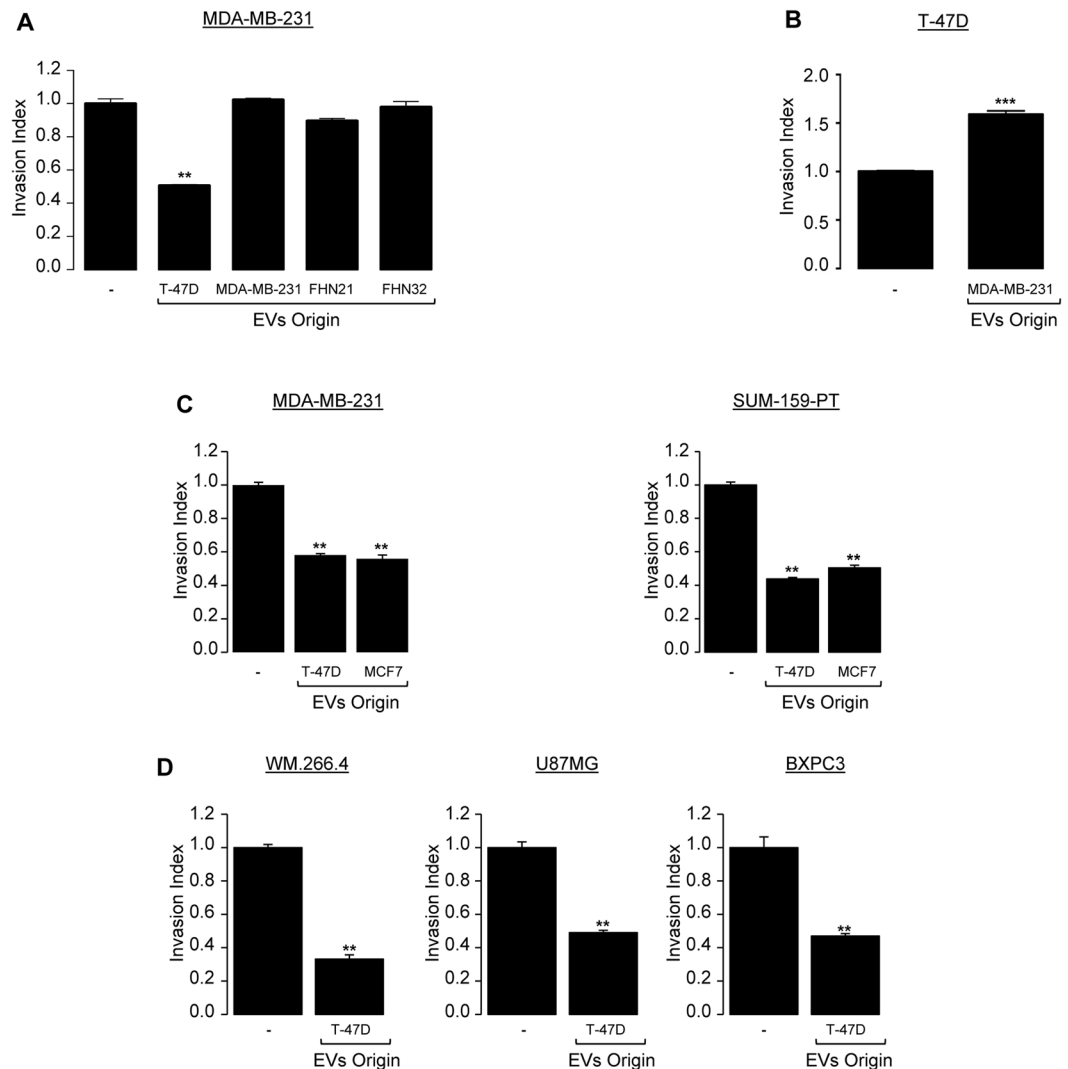 A
MDA-MB-231
Invasion Index
1.2
1.0
0.8
0.6
0.4
0.2
0.0
**
-
T-47D
MDA-MB-231
FHN21
FHN32
EVs Origin
B
T-47D
Invasion Index
2.0
1.5
1.0
0.5
0.0
***
-
MDA-MB-231
EVs Origin
C
MDA-MB-231
Invasion Index
1.2
1.0
0.8
0.6
0.4
0.2
0.0
**
**
-
T-47D
MCF7
EVs Origin
SUM-159-PT
Invasion Index
1.2
1.0
0.8
0.6
0.4
0.2
0.0
**
**
-
T-47D
MCF7
EVs Origin
D
WM.266.4
Invasion Index
1.2
1.0
0.8
0.6
0.4
0.2
0.0
**
-
T-47D
EVs Origin
U87MG
Invasion Index
1.2
1.0
0.8
0.6
0.4
0.2
0.0
**
-
T-47D
EVs Origin
BXPC3
Invasion Index
1.2
1.0
0.8
0.6
0.4
0.2
0.0
**
-
T-47D
EVs Origin